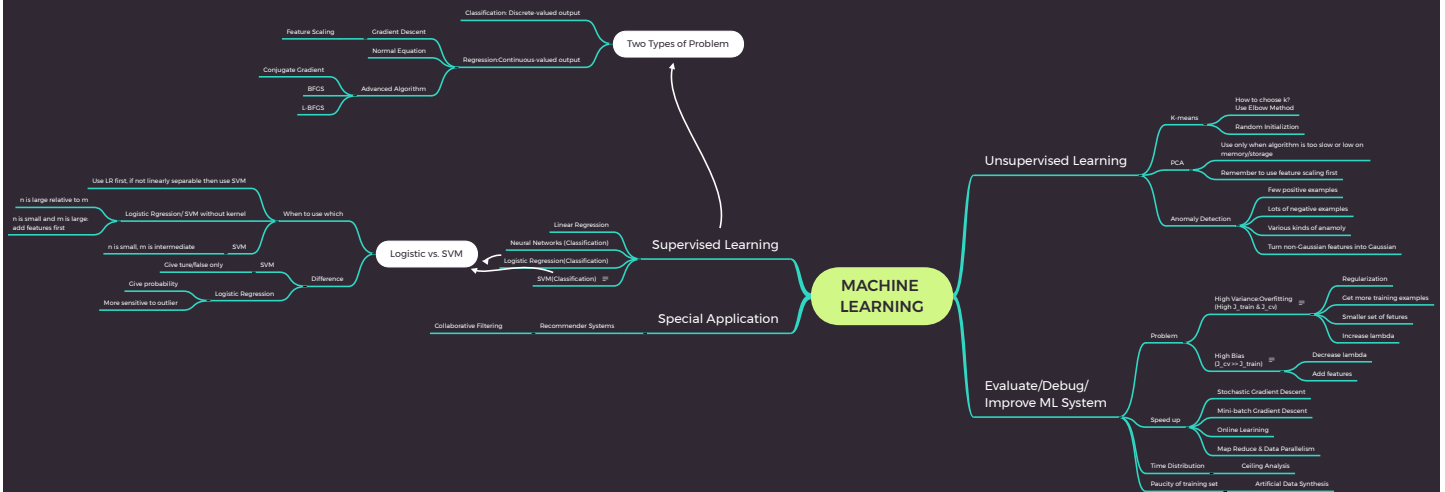 MACHINE
LEARNING
Supervised Learning
Linear Regression
Neural Networks (Classification)
Logistic Regression(Classification)
SVM(Classification)
Two Types of Problem
Classification: Discrete-valued output
Regression:Continuous-valued output
Gradient Descent
Feature Scaling
Normal Equation
Advanced Algorithm
Conjugate Gradient
BFGS
L-BFGS
Logistic vs. SVM
When to use which
Use LR first, if not linearly separable then use SVM
Logistic Rgression/ SVM without kernel
n is large relative to m
n is small and m is large:
add features first
SVM
n is small, m is intermediate
Difference
SVM
Give ture/false only
Logistic Regression
Give probability
More sensitive to outlier
Special Application
Recommender Systems
Collaborative Filtering
Unsupervised Learning
K-means
How to choose k?
Use Elbow Method
Random Initializtion
PCA
Use only when algorithm is too slow or low on
memory/storage
Remember to use feature scaling first
Anomaly Detection
Few positive examples
Lots of negative examples
Various kinds of anamoly
Turn non-Gaussian features into Gaussian
Evaluate/Debug/
Improve ML System
Problem
High Variance:Overfitting
(High J_train & J_cv)
Regularization
Get more training examples
Smaller set of fetures
Increase lambda
High Bias
(J_cv >> J_train)
Decrease lambda
Add features
Speed up
Stochastic Gradient Descent
Mini-batch Gradient Descent
Online Learining
Map Reduce & Data Parallelism
Time Distribution
Ceiling Analysis
Paucity of training set
Artificial Data Synthesis